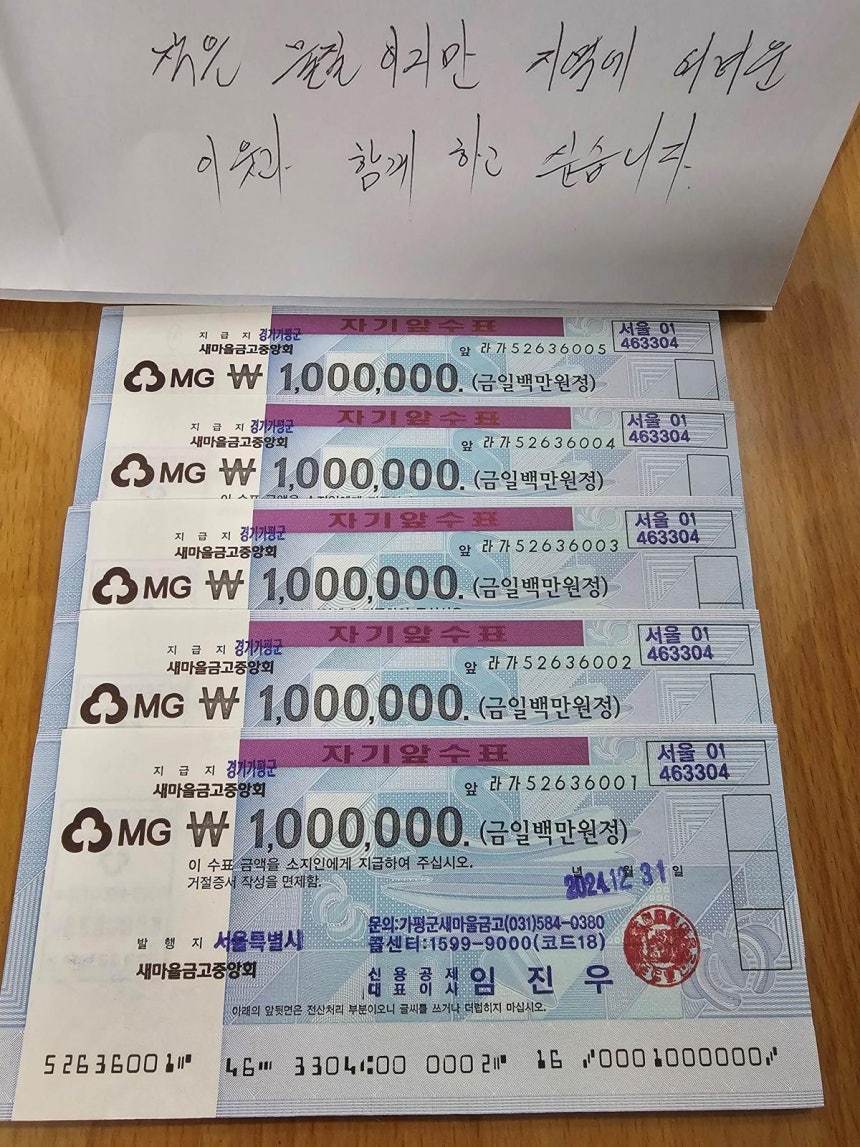 적은 물질이지만 지역에 어려운
이웃과 함께 하고 싶습니다.
자기앞수표
지급지 경기가평군
서울 01
새마을금고중앙회
앞 라가52636005
463304
MG ₩ 1,000,000. (금일백만원정)
자기앞수표
지급지 경기가평군
서울 01
새마을금고중앙회
앞 라가52636004
463304
MG ₩ 1,000,000. (금일백만원정)
자기앞수표
지급지 경기가평군
서울 01
새마을금고중앙회
앞 라가52636003
463304
MG ₩ 1,000,000. (금일백만원정)
자기앞수표
지급지 경기가평군
서울 01
새마을금고중앙회
앞 라가52636002
463304
MG ₩ 1,000,000. (금일백만원정)
자기앞수표
지급지 경기가평군
서울 01
새마을금고중앙회
앞 라가52636001
463304
MG ₩ 1,000,000. (금일백만원정)
이 수표 금액을 소지인에게 지급하여 주십시오.
거절증서 작성을 면제함.
2024.12.31 년 월 일
문의:가평군새마을금고(031)584-0380
발행지 서울특별시
콜센터:1599-9000(코드18)
새마을금고중앙회
신용공제
대표이사 임진우
아래의 앞뒷면은 전산처리 부분이오니 글씨를 쓰거나 더럽히지 마십시오.
52636001⑈ 46⑉ 3304⑆00 0002⑈ 16 ⑇0001000000⑇